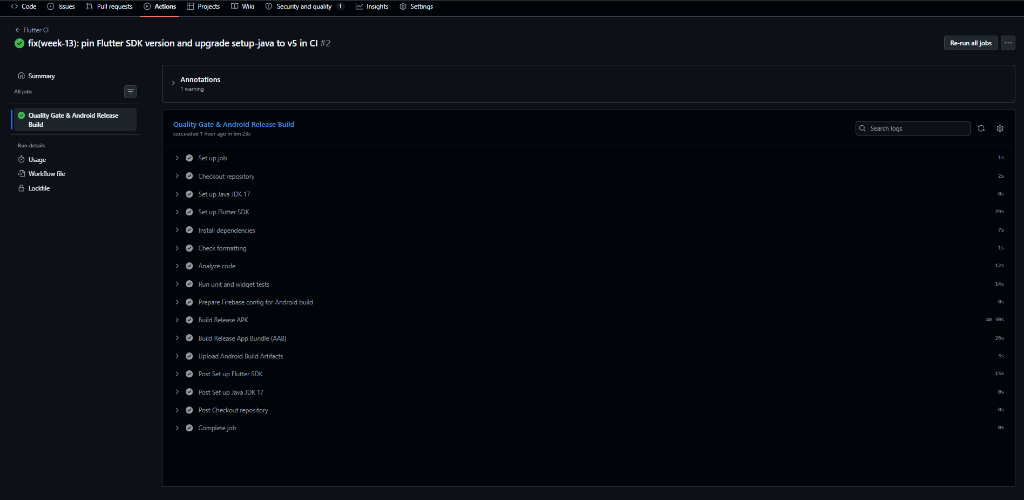 Code Issues Pull requests Actions Projects Wiki Security and quality 1 Insights Settings
← Flutter CI
fix(week-13): pin Flutter SDK version and upgrade setup-java to v5 in CI #2
Re-run all jobs
Summary
All jobs
Quality Gate & Android Release Build
Run details
Usage
Workflow file
Lockfile
Annotations
1 warning
Quality Gate & Android Release Build
succeeded 1 hour ago in 6m 23s
Search logs
Set up job 1s
Checkout repository 2s
Set up Java JDK 17 0s
Set up Flutter SDK 29s
Install dependencies 7s
Check formatting 1s
Analyze code 12s
Run unit and widget tests 14s
Prepare Firebase config for Android build 0s
Build Release APK 4m
Build Release App Bundle (AAB)
Upload Android Build Artifacts
Post Set up Flutter SDK
Post Set up Java JDK 17 0s
Post Checkout repository 0s
Complete job 0s